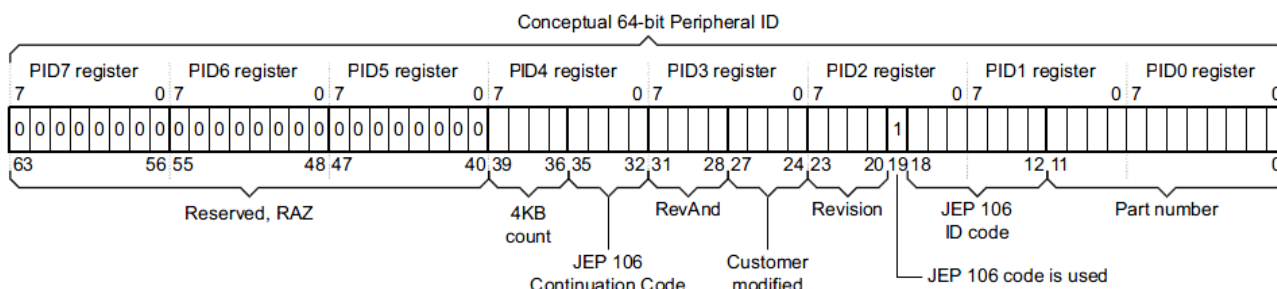 Conceptual 64-bit Peripheral ID
PID7 register PID6 register PID5 register PID4 register PID3 register PID2 register PID1 register PID0 register
7 0 7 0 7 0 7 0 7 0 7 0 7 0 7 0
0 0 0 0 0 0 0 0 0 0 0 0 0 0 0 0 0 0 0 0 0 0 0 0 1
63 56 55 48 47 40 39 36 35 32 31 28 27 24 23 20 19 18 12 11 0
Reserved, RAZ 4KB count RevAnd Revision JEP 106 ID code Part number
JEP 106 Continuation Code Customer modified JEP 106 code is used